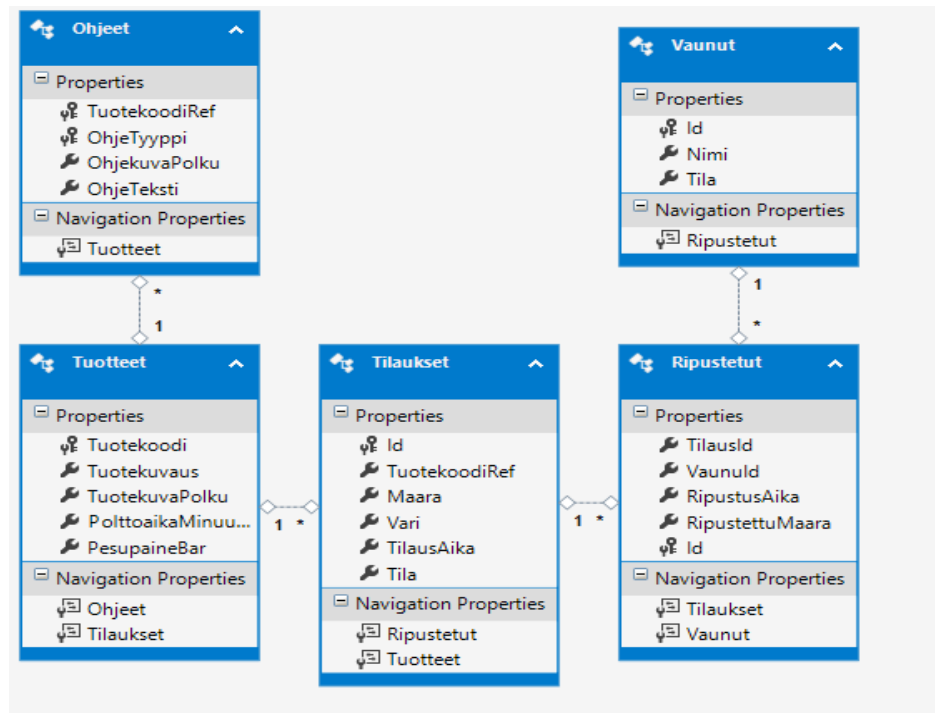 Ohjeet
Properties
TuotekoodiRef
OhjeTyyppi
OhjekuvaPolku
OhjeTeksti
Navigation Properties
Tuotteet
*
1
Vaunut
Properties
Id
Nimi
Tila
Navigation Properties
Ripustetut
1
*
Tuotteet
Properties
Tuotekoodi
Tuotekuvaus
TuotekuvaPolku
PolttoaikaMinuu...
PesupaineBar
Navigation Properties
Ohjeet
Tilaukset
1 *
Tilaukset
Properties
Id
TuotekoodiRef
Maara
Vari
TilausAika
Tila
Navigation Properties
Ripustetut
Tuotteet
1 *
Ripustetut
Properties
TilausId
VaunuId
RipustusAika
RipustettuMaara
Id
Navigation Properties
Tilaukset
Vaunut